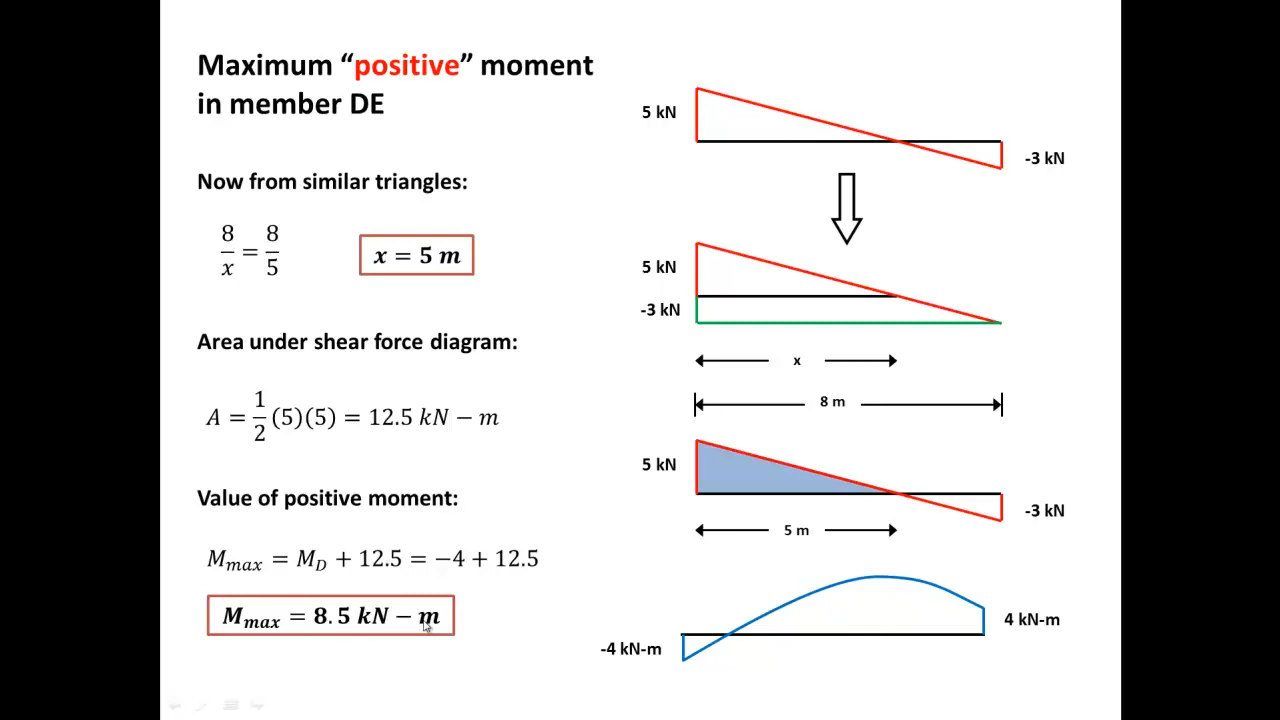 Maximum “positive” moment
in member DE
Now from similar triangles:
8/x = 8/5
x = 5 m
Area under shear force diagram:
A = 1/2 (5)(5) = 12.5 kN − m
Value of positive moment:
M_max = M_D + 12.5 = −4 + 12.5
M_max = 8.5 kN − m
5 kN
-3 kN
5 kN
-3 kN
x
8 m
5 kN
-3 kN
5 m
4 kN-m
-4 kN-m